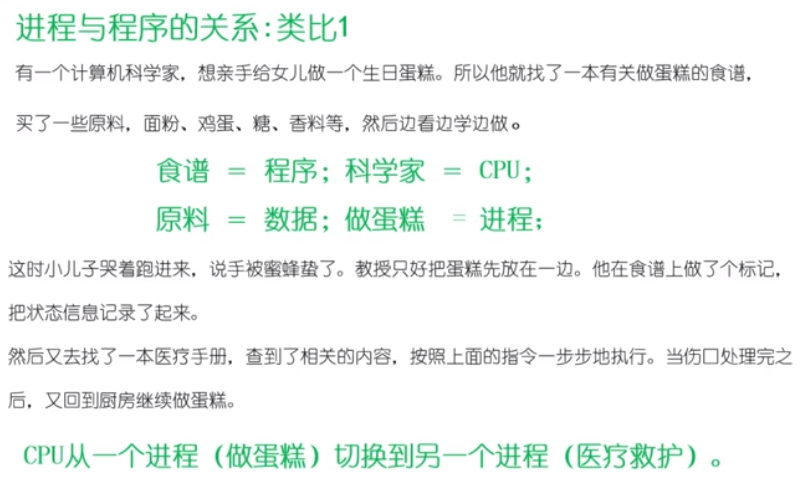 进程与程序的关系:类比1
有一个计算机科学家，想亲手给女儿做一个生日蛋糕。所以他就找了一本有关做蛋糕的食谱，
买了一些原料，面粉、鸡蛋、糖、香料等，然后边看边学边做。
食谱 = 程序; 科学家 = CPU;
原料 = 数据; 做蛋糕 = 进程;
这时小儿子哭着跑进来，说手被蜜蜂蛰了。教授只好把蛋糕先放在一边。他在食谱上做了个标记，
把状态信息记录了起来。
然后又去找了一本医疗手册，查到了相关的内容，按照上面的指令一步步地执行。当伤口处理完之
后，又回到厨房继续做蛋糕。
CPU从一个进程（做蛋糕）切换到另一个进程（医疗救护）。